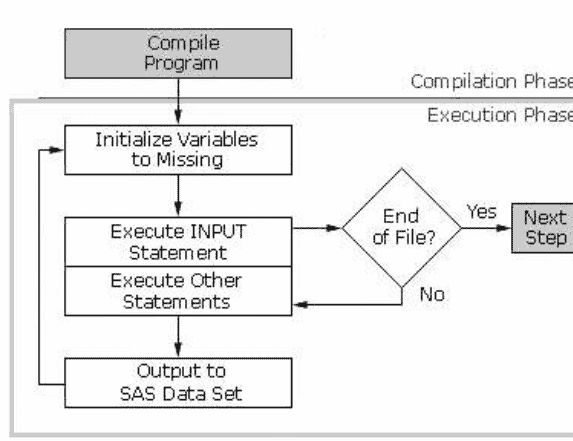 Compile
Program
Compilation Phase
Execution Phase
Initialize Variables
to Missing
Execute INPUT
Statement
End
of File?
Yes
Next
Step
Execute Other
Statements
No
Output to
SAS Data Set